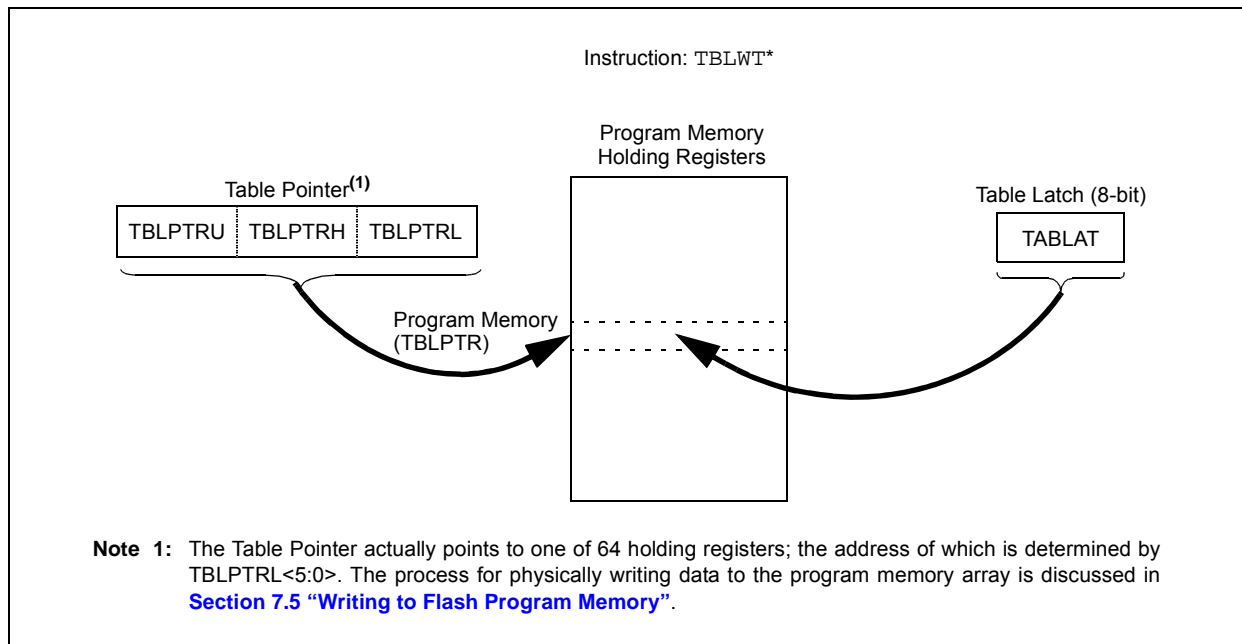 Instruction: TBLWT*
Program Memory
Holding Registers
Table Pointer(1)
Table Latch (8-bit)
TBLPTRU TBLPTRH TBLPTRL
TABLAT
Program Memory
(TBLPTR)
Note 1: The Table Pointer actually points to one of 64 holding registers; the address of which is determined by
TBLPTRL<5:0>. The process for physically writing data to the program memory array is discussed in
Section 7.5 “Writing to Flash Program Memory”.